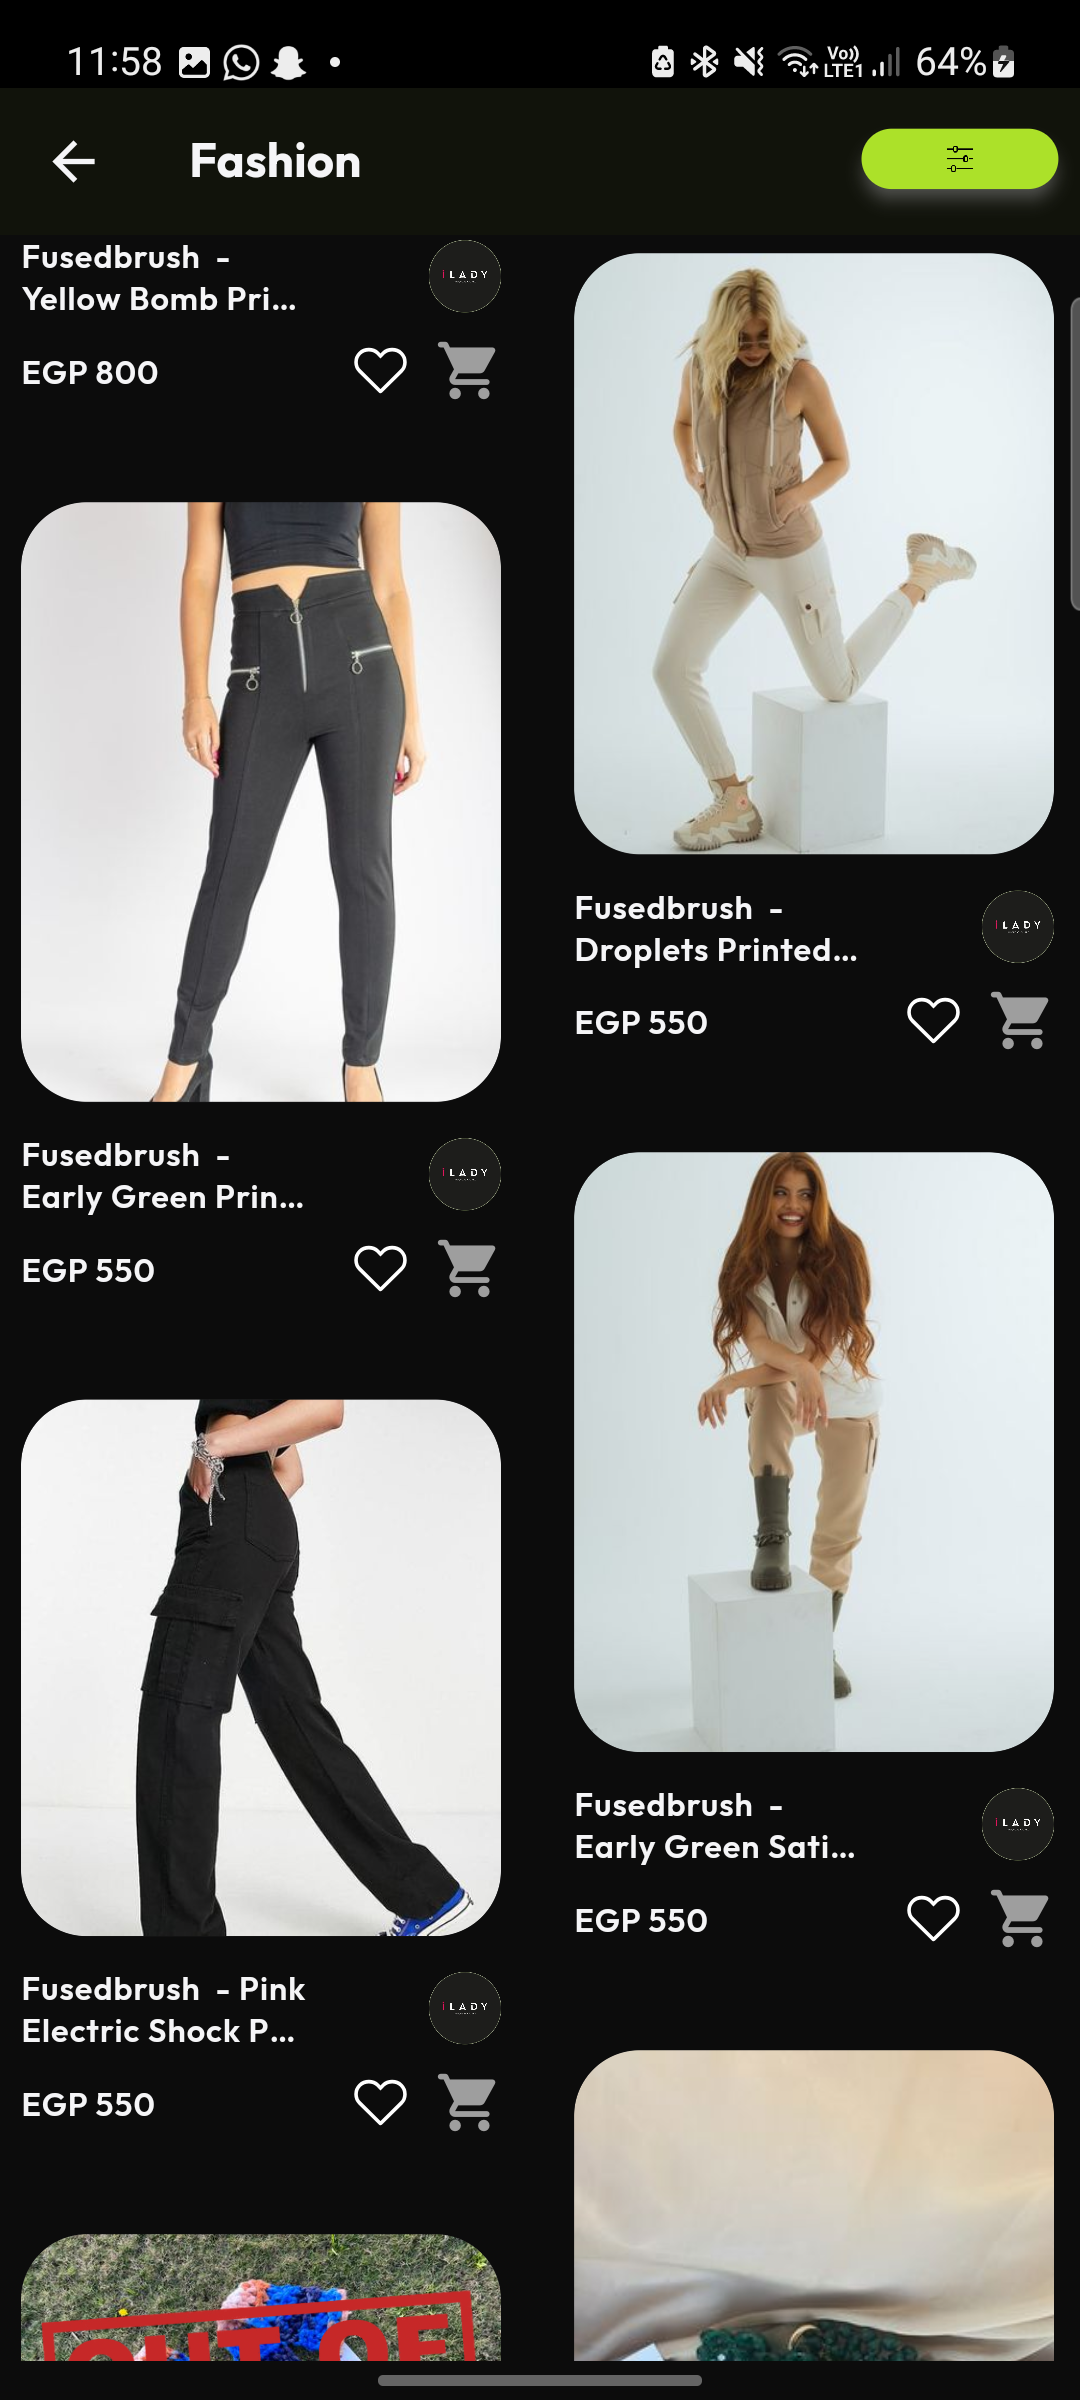 11:58
Vo))
LTE1
64%
Fashion
Fusedbrush -
Yellow Bomb Pri...
LADY
EGP 800
Fusedbrush -
Droplets Printed...
LADY
EGP 550
Fusedbrush -
Early Green Prin...
LADY
EGP 550
Fusedbrush -
Early Green Sati...
LADY
EGP 550
Fusedbrush - Pink
Electric Shock P...
LADY
EGP 550
OUT OF